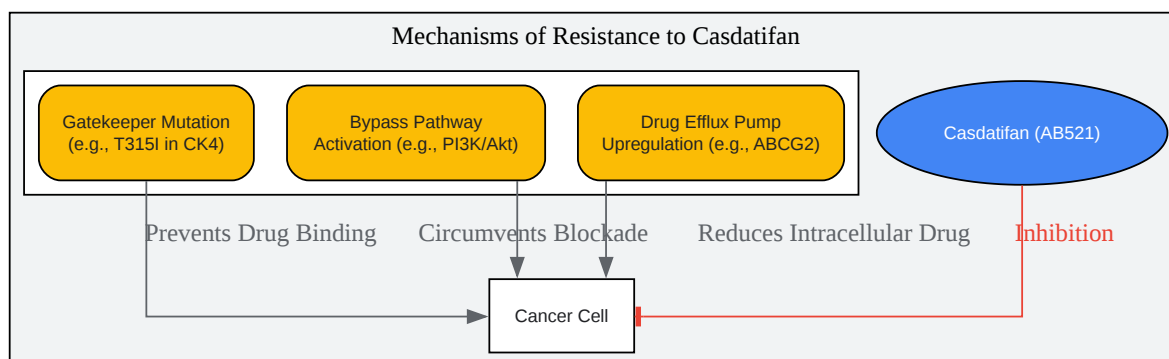 Mechanisms of Resistance to Casdatifan
Gatekeeper Mutation
(e.g., T315I in CK4)
Bypass Pathway
Activation (e.g., PI3K/Akt)
Drug Efflux Pump
Upregulation (e.g., ABCG2)
Casdatifan (AB521)
Prevents Drug Binding
Circumvents Blockade
Reduces Intracellular Drug
Inhibition
Cancer Cell